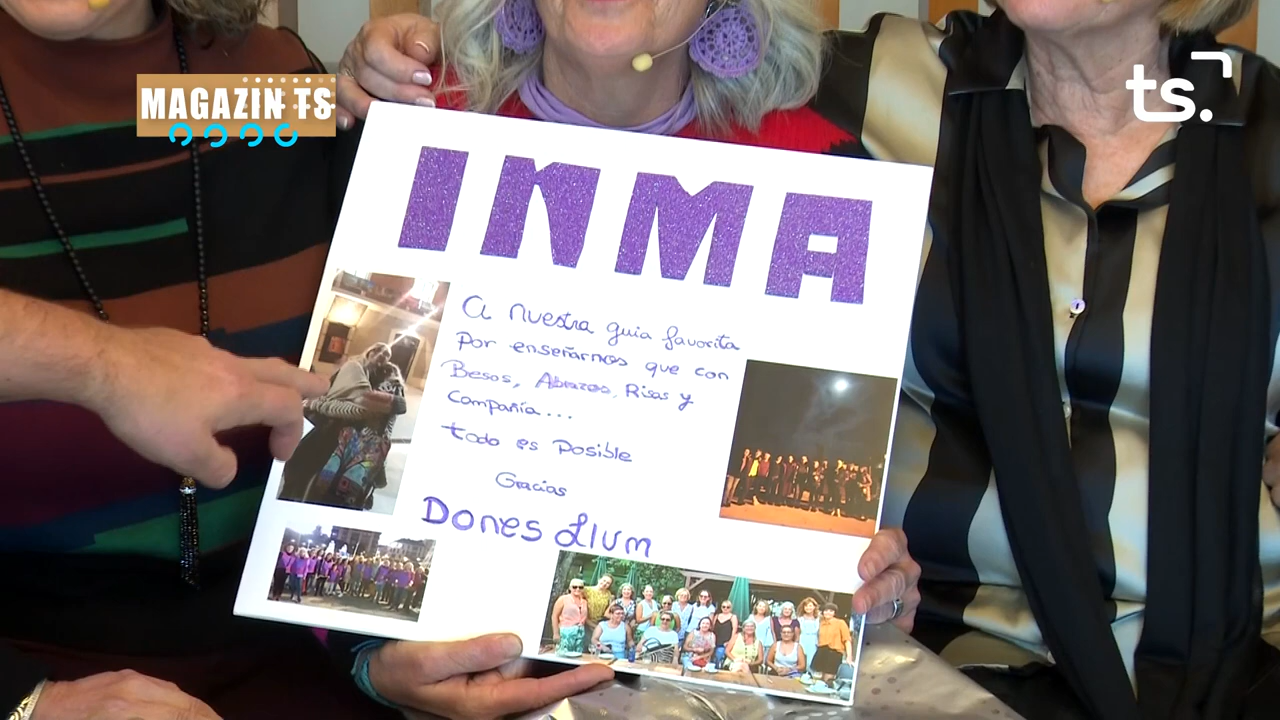 MAGAZIN TS
ts.
INMA
A nuestra guia favorita
Por enseñarnos que con
Besos, Abrazos, Risas y
Compañía...
todo es Posible
Gracias
Dones Llum